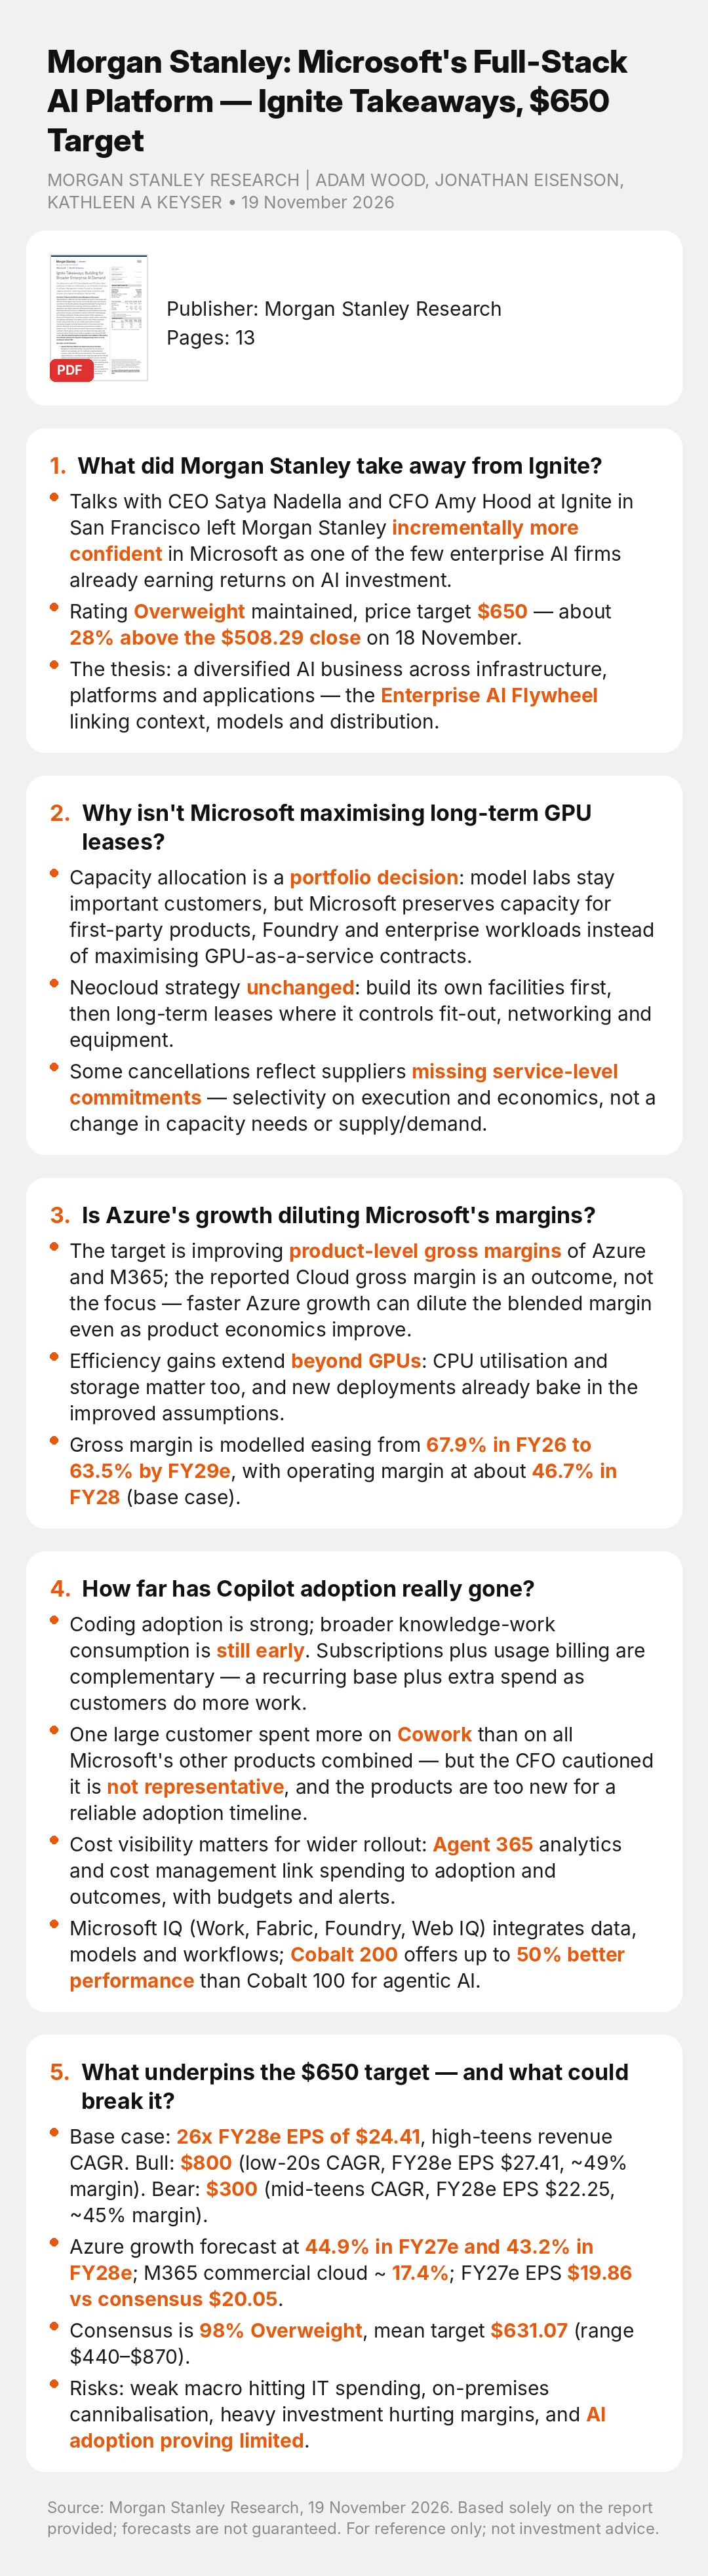 Morgan Stanley: Microsoft's Full-Stack
AI Platform — Ignite Takeaways, $650
Target
MORGAN STANLEY RESEARCH | ADAM WOOD, JONATHAN EISENSON,
KATHLEEN A KEYSER • 19 November 2026
PDF
Publisher: Morgan Stanley Research
Pages: 13
1. What did Morgan Stanley take away from Ignite?
• Talks with CEO Satya Nadella and CFO Amy Hood at Ignite in
San Francisco left Morgan Stanley incrementally more
confident in Microsoft as one of the few enterprise AI firms
already earning returns on AI investment.
• Rating Overweight maintained, price target $650 — about
28% above the $508.29 close on 18 November.
• The thesis: a diversified AI business across infrastructure,
platforms and applications — the Enterprise AI Flywheel
linking context, models and distribution.
2. Why isn't Microsoft maximising long-term GPU
leases?
• Capacity allocation is a portfolio decision: model labs stay
important customers, but Microsoft preserves capacity for
first-party products, Foundry and enterprise workloads instead
of maximising GPU-as-a-service contracts.
• Neocloud strategy unchanged: build its own facilities first,
then long-term leases where it controls fit-out, networking and
equipment.
• Some cancellations reflect suppliers missing service-level
commitments — selectivity on execution and economics, not a
change in capacity needs or supply/demand.
3. Is Azure's growth diluting Microsoft's margins?
• The target is improving product-level gross margins of Azure
and M365; the reported Cloud gross margin is an outcome, not
the focus — faster Azure growth can dilute the blended margin
even as product economics improve.
• Efficiency gains extend beyond GPUs: CPU utilisation and
storage matter too, and new deployments already bake in the
improved assumptions.
• Gross margin is modelled easing from 67.9% in FY26 to
63.5% by FY29e, with operating margin at about 46.7% in
FY28 (base case).
4. How far has Copilot adoption really gone?
• Coding adoption is strong; broader knowledge-work
consumption is still early. Subscriptions plus usage billing are
complementary — a recurring base plus extra spend as
customers do more work.
• One large customer spent more on Cowork than on all
Microsoft's other products combined — but the CFO cautioned
it is not representative, and the products are too new for a
reliable adoption timeline.
• Cost visibility matters for wider rollout: Agent 365 analytics
and cost management link spending to adoption and
outcomes, with budgets and alerts.
• Microsoft IQ (Work, Fabric, Foundry, Web IQ) integrates data,
models and workflows; Cobalt 200 offers up to 50% better
performance than Cobalt 100 for agentic AI.
5. What underpins the $650 target — and what could
break it?
• Base case: 26x FY28e EPS of $24.41, high-teens revenue
CAGR. Bull: $800 (low-20s CAGR, FY28e EPS $27.41, ~49%
margin). Bear: $300 (mid-teens CAGR, FY28e EPS $22.25,
~45% margin).
• Azure growth forecast at 44.9% in FY27e and 43.2% in
FY28e; M365 commercial cloud ~ 17.4%; FY27e EPS $19.86
vs consensus $20.05.
• Consensus is 98% Overweight, mean target $631.07 (range
$440–$870).
• Risks: weak macro hitting IT spending, on-premises
cannibalisation, heavy investment hurting margins, and AI
adoption proving limited.
Source: Morgan Stanley Research, 19 November 2026. Based solely on the report
provided; forecasts are not guaranteed. For reference only; not investment advice.